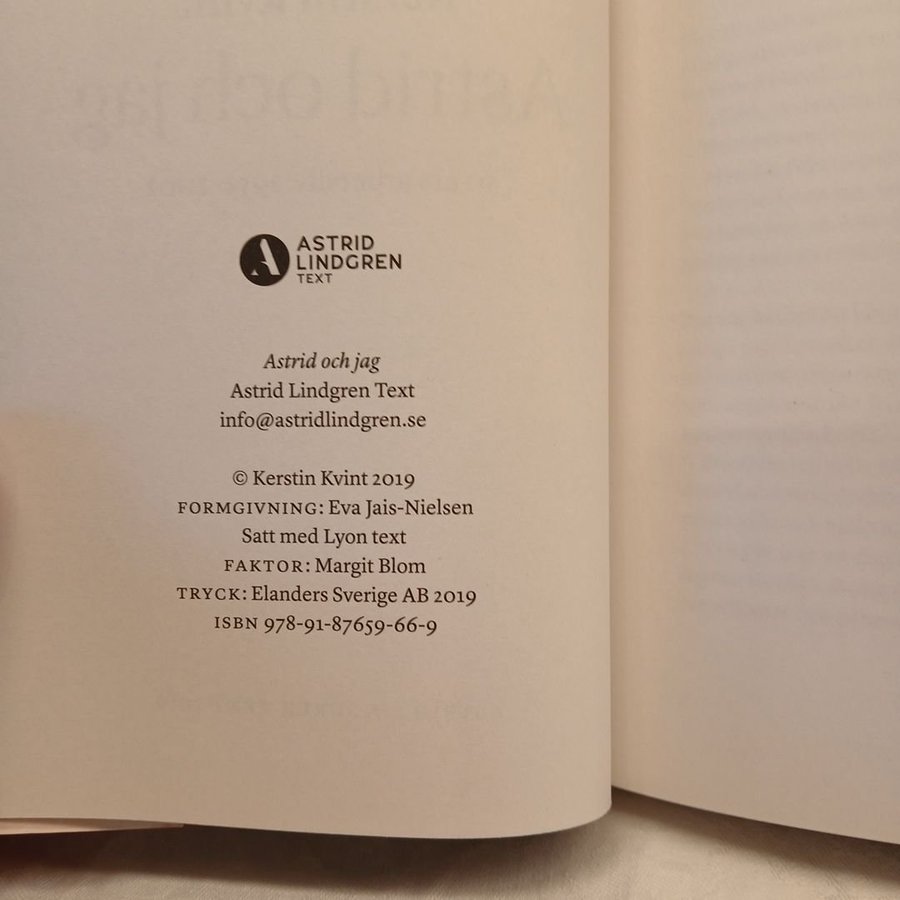 ASTRID
LINDGREN
TEXT
Astrid och jag
Astrid Lindgren Text
info@astridlindgren.se
© Kerstin Kvint 2019
FORMGIVNING: Eva Jais-Nielsen
Satt med Lyon text
FAKTOR: Margit Blom
TRYCK: Elanders Sverige AB 2019
ISBN 978-91-87659-66-9